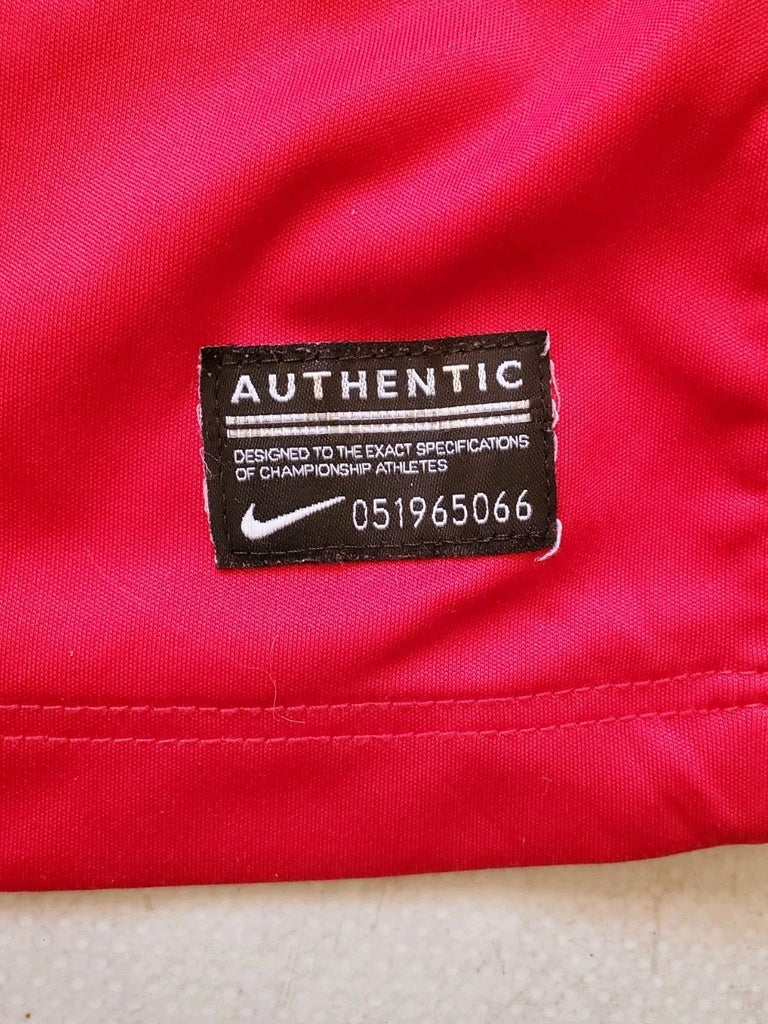 AUTHENTIC
DESIGNED TO THE EXACT SPECIFICATIONS
OF CHAMPIONSHIP ATHLETES
051965066